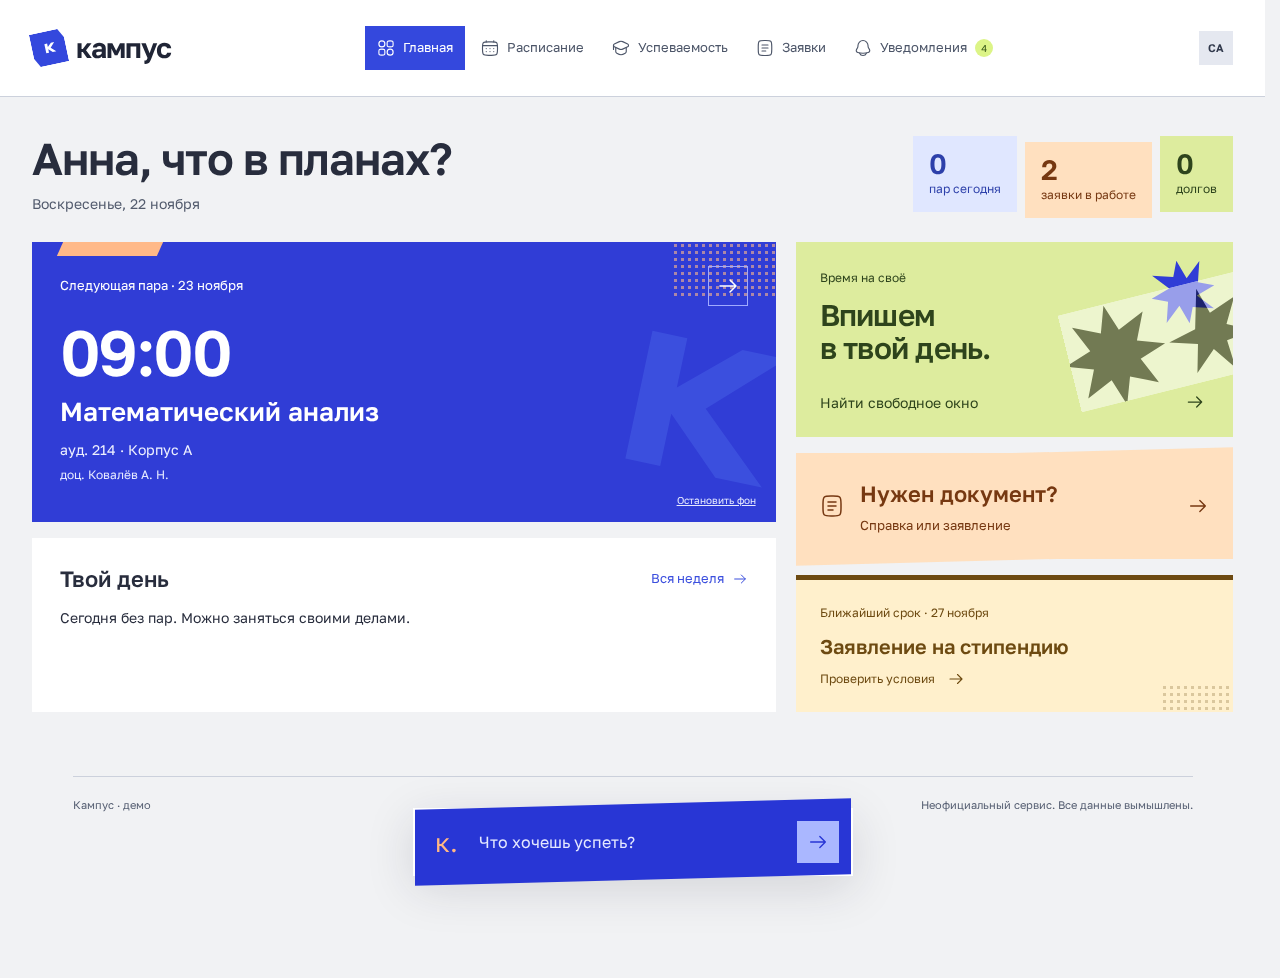 к кампус
Главная
Расписание
Успеваемость
Заявки
Уведомления 4
СА
Анна, что в планах?
Воскресенье, 22 ноября
0
пар сегодня
2
заявки в работе
0
долгов
Следующая пара · 23 ноября
09:00
Математический анализ
ауд. 214 · Корпус А
доц. Ковалёв А. Н.
к
Остановить фон
Время на своё
Впишем
в твой день.
Найти свободное окно
Нужен документ?
Справка или заявление
Твой день
Вся неделя
Сегодня без пар. Можно заняться своими делами.
Ближайший срок · 27 ноября
Заявление на стипендию
Проверить условия
Кампус · демо
Неофициальный сервис. Все данные вымышлены.
к.
Что хочешь успеть?